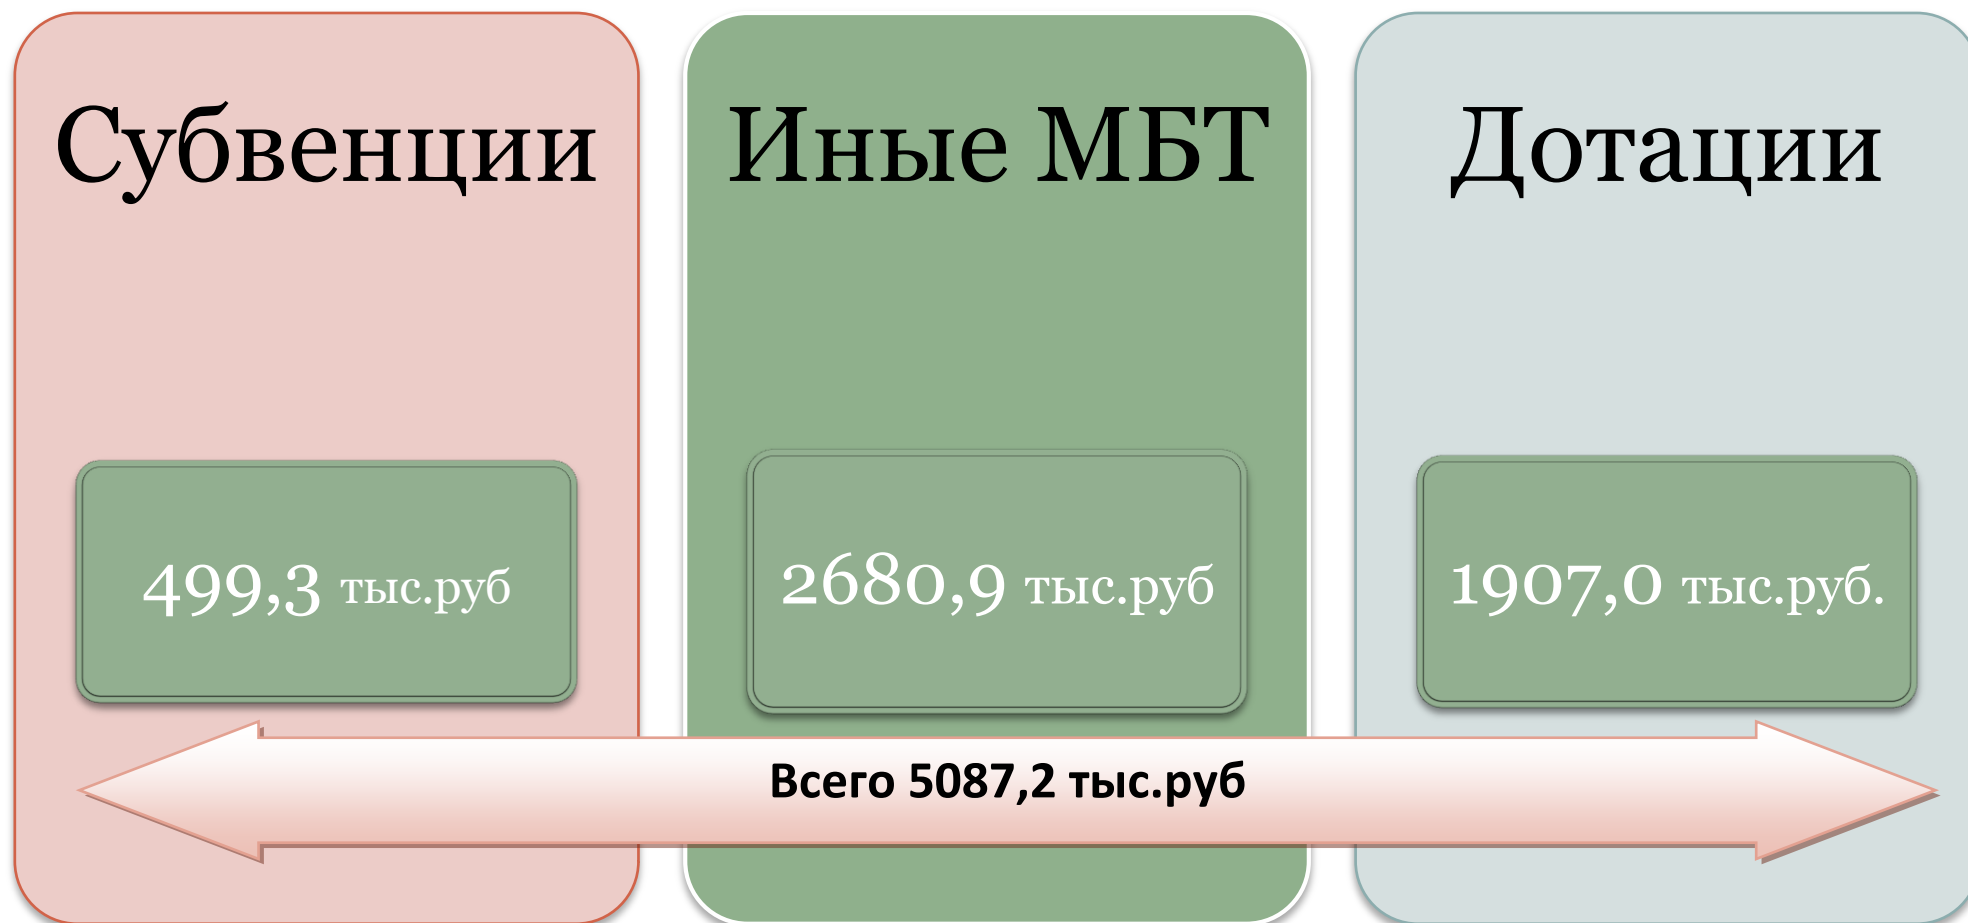 Субвенции
Иные МБТ
Дотации
499,3 тыс.руб
2680,9 тыс.руб
1907,0 тыс.руб.
Всего 5087,2 тыс.руб